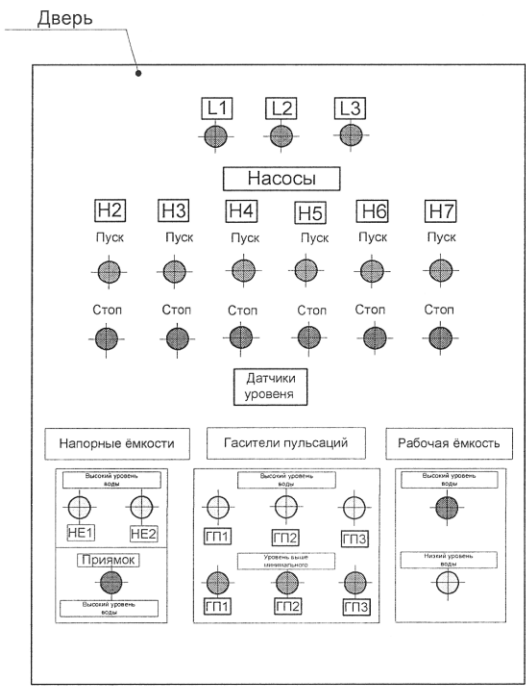 Дверь
L1 L2 L3
Насосы
Н2 Н3 Н4 Н5 Н6 Н7
Пуск Пуск Пуск Пуск Пуск Пуск
Стоп Стоп Стоп Стоп Стоп Стоп
Датчики
уровеня
Напорные ёмкости Гасители пульсаций Рабочая ёмкость
Высокий уровень
воды
Высокий уровень
воды
Высокий уровень
воды
НЕ1 НЕ2 ГП1 ГП2 ГП3
Приямок
Уровень выше
минимального
Низкий уровень
воды
Высокий уровень
воды
ГП1 ГП2 ГП3